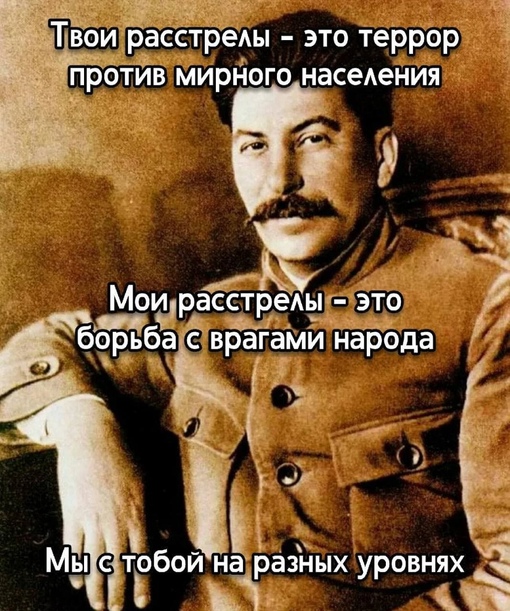 Твои расстрелы - это террор
против мирного населения
Мои расстрелы - это
борьба с врагами народа
Мы с тобой на разных уровнях